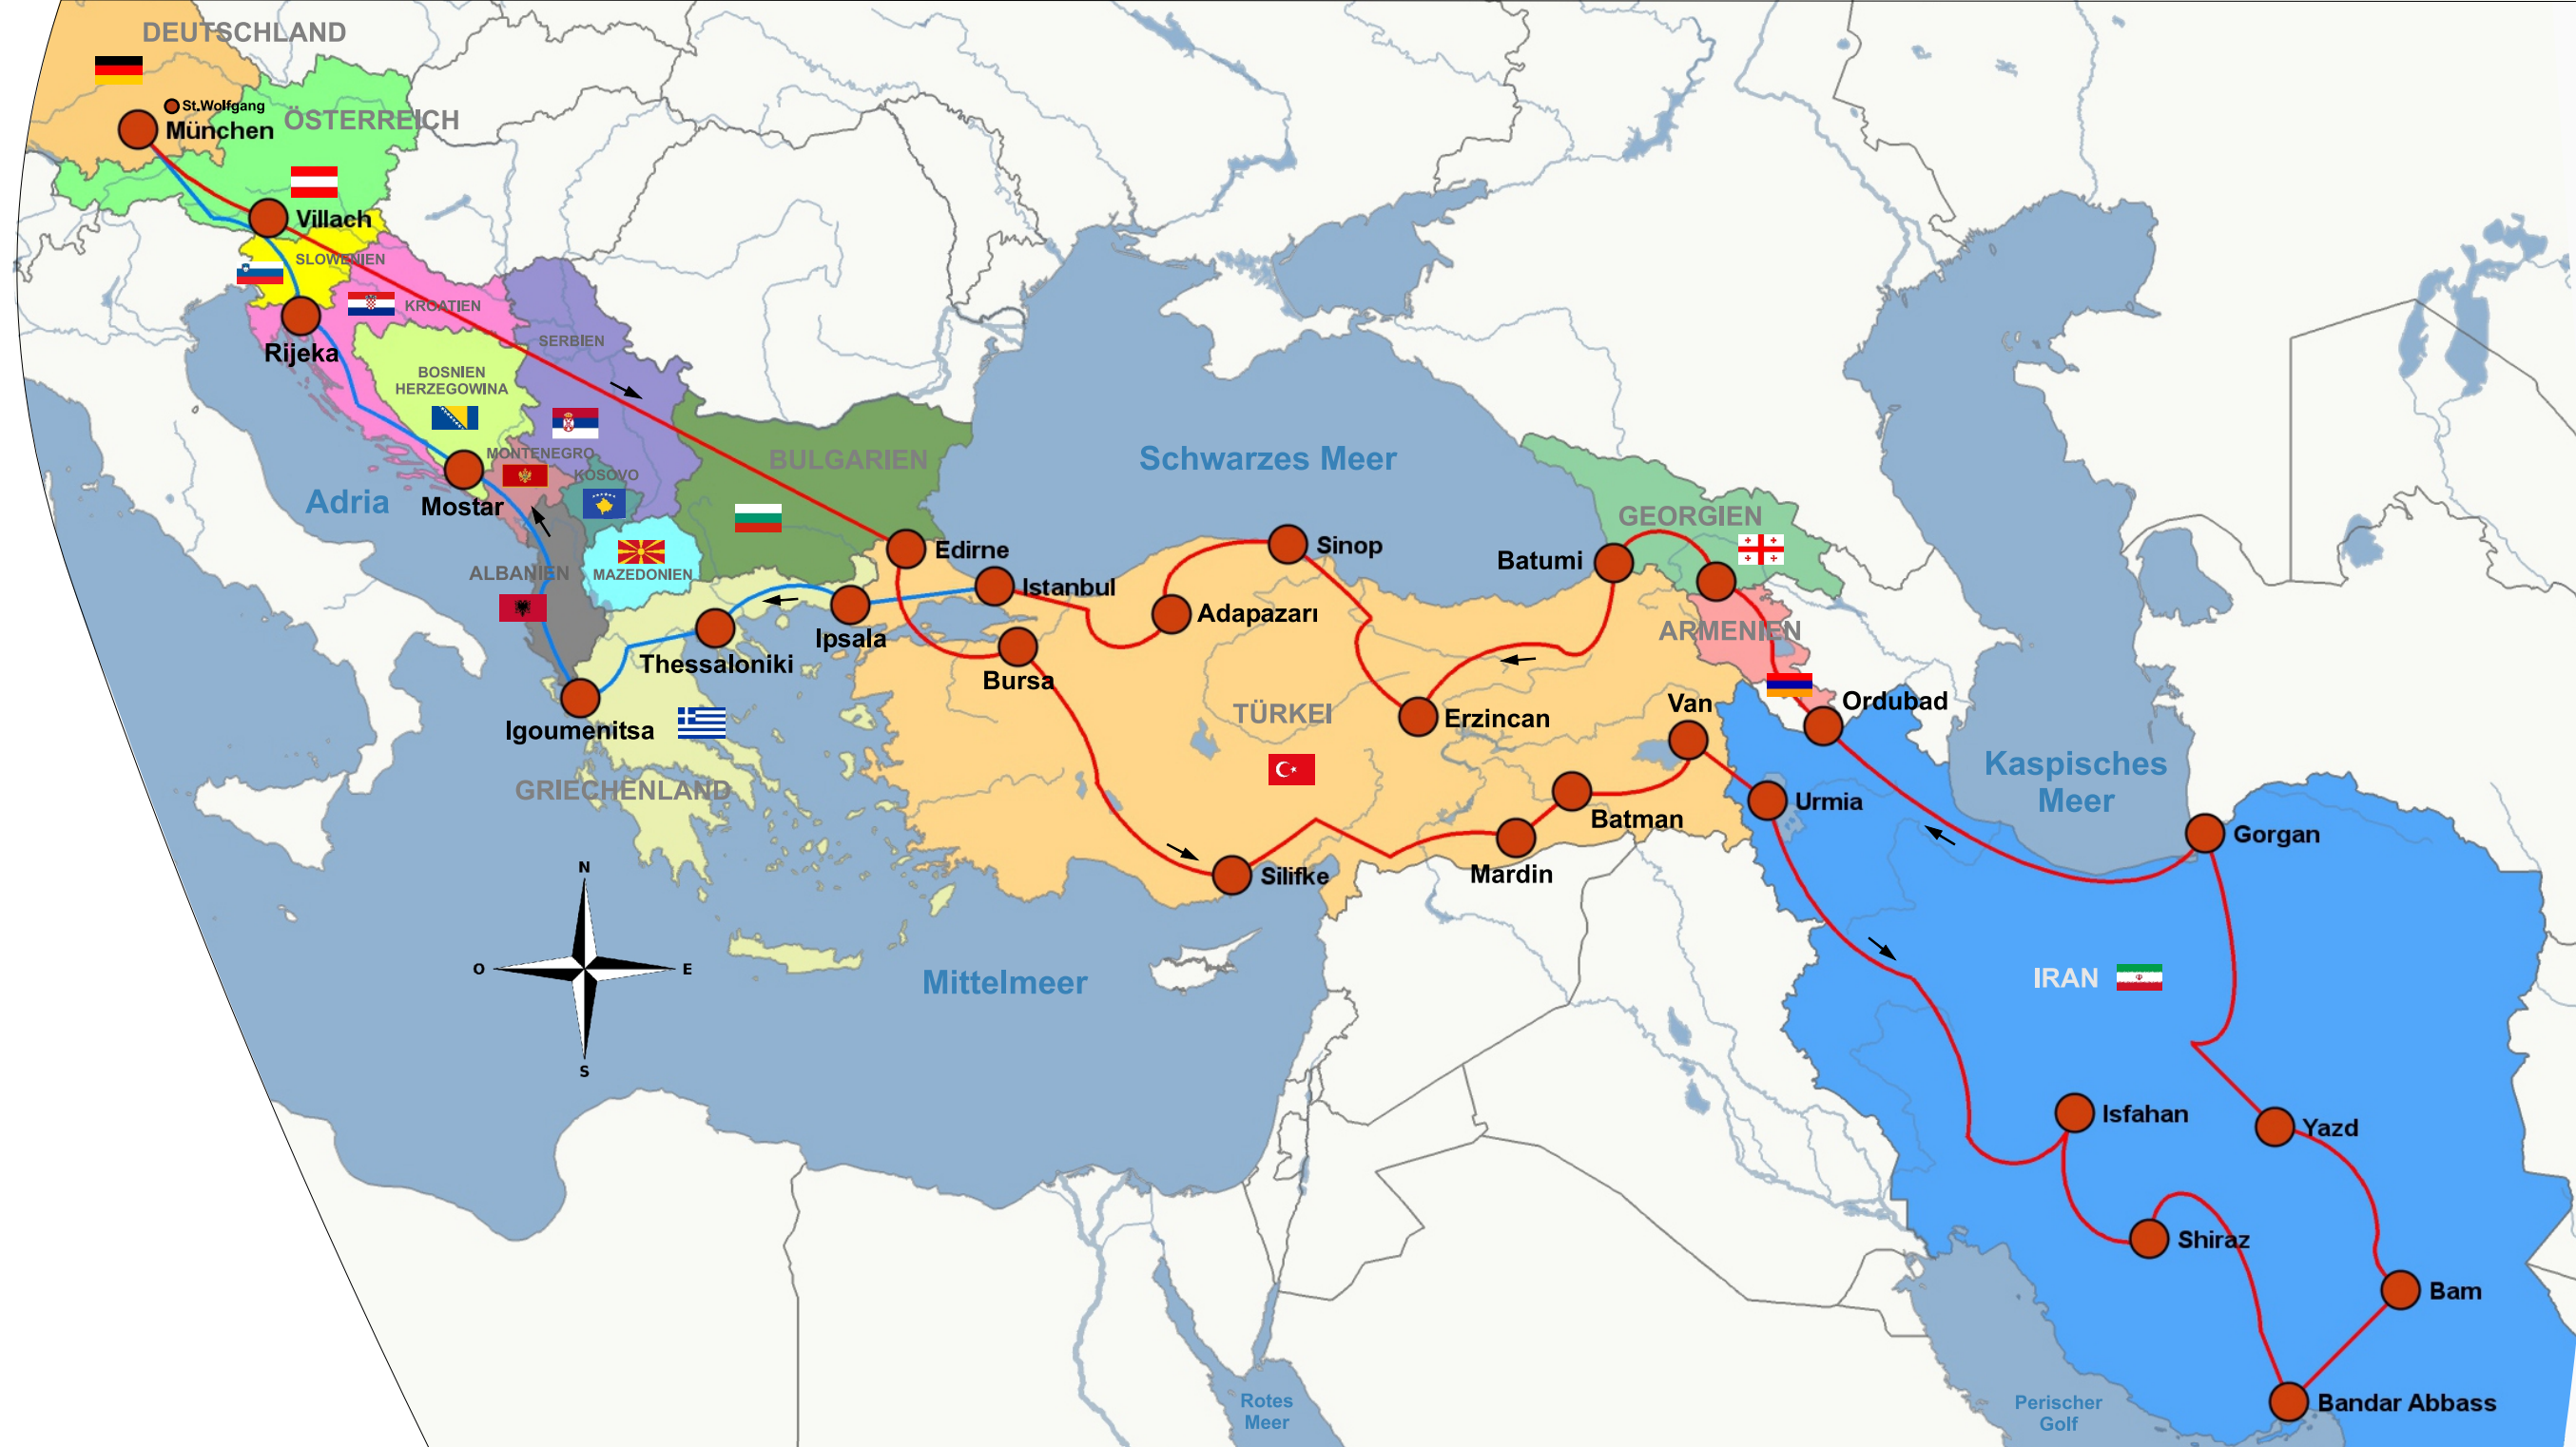 DEUTSCHLAND
St.Wolfgang
München
ÖSTERREICH
Villach
SLOWENIEN
KROATIEN
Rijeka
SERBIEN
BOSNIEN
HERZEGOWINA
MONTENEGRO
KOSOVO
Mostar
Adria
ALBANIEN
MAZEDONIEN
BULGARIEN
Schwarzes Meer
Edirne
Istanbul
Ipsala
Thessaloniki
Igoumenitsa
GRIECHENLAND
Bursa
Adapazarı
Sinop
Batumi
GEORGIEN
ARMENIEN
Ordubad
Van
Erzincan
TÜRKEI
Batman
Urmia
Mardin
Silifke
Kaspisches
Meer
Gorgan
N
O
E
S
Mittelmeer
IRAN
Isfahan
Yazd
Shiraz
Bam
Bandar Abbass
Rotes
Meer
Perischer
Golf